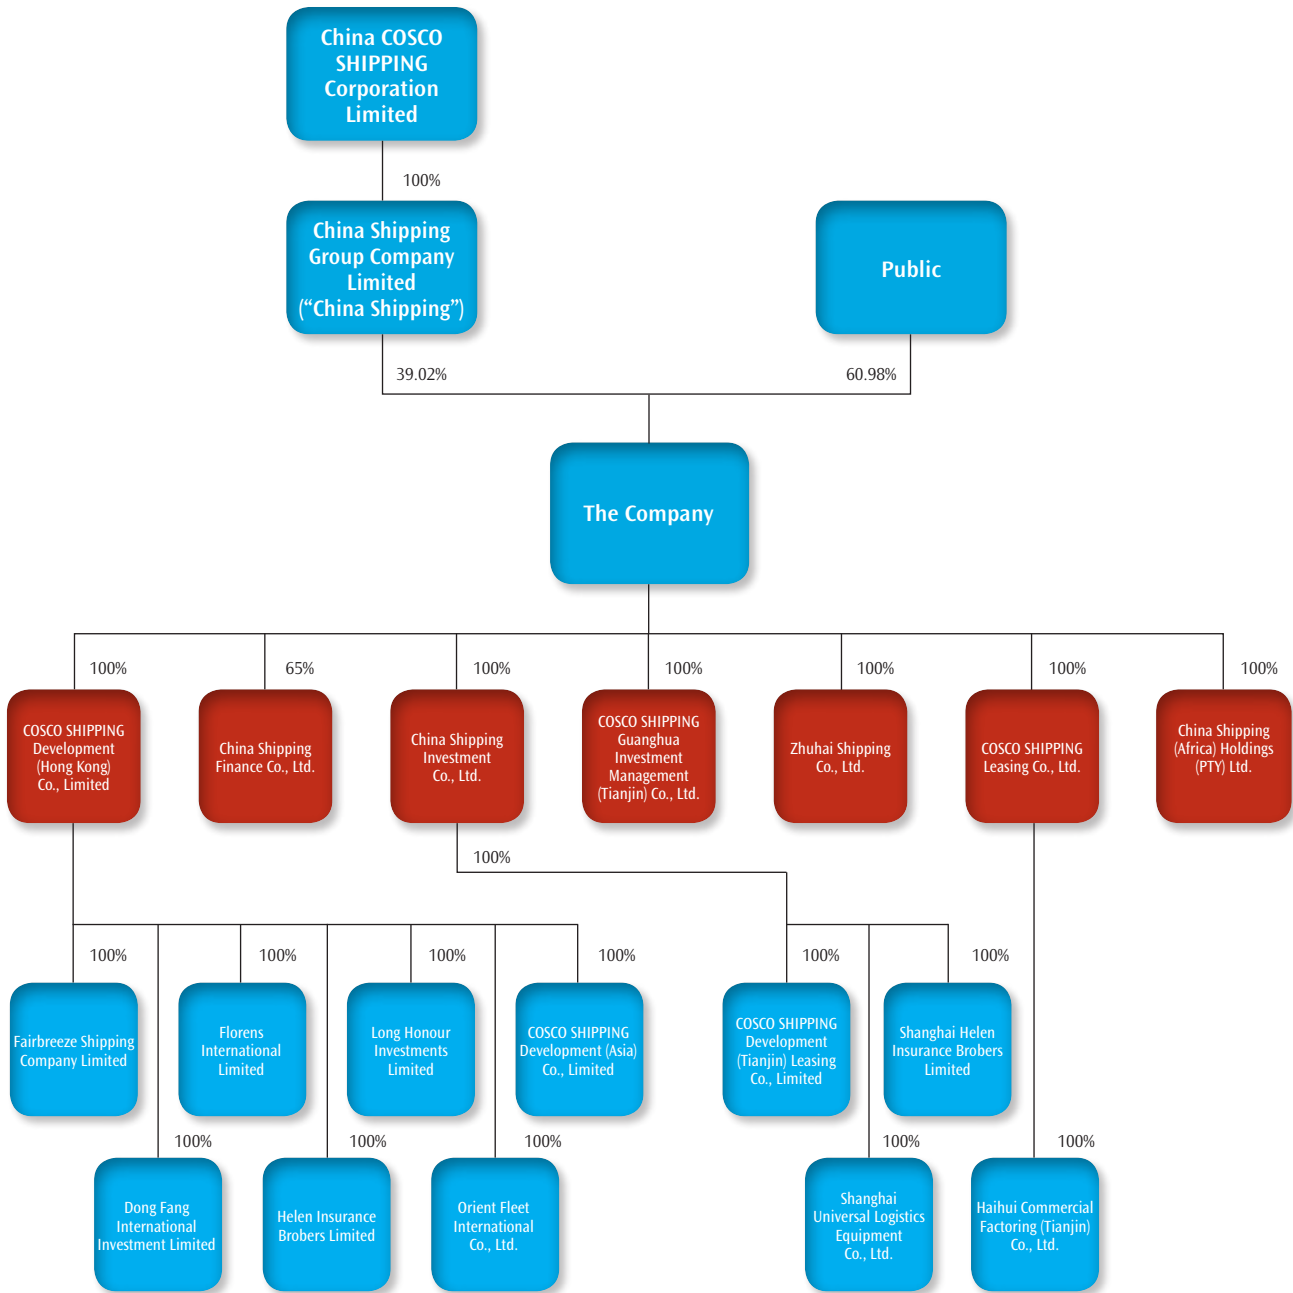 China COSCO
SHIPPING
Corporation
Limited
100%
China Shipping
Group Company
Limited
(“China Shipping”)
Public
39.02%
60.98%
The Company
100%
65%
100%
100%
100%
100%
100%
COSCO SHIPPING
Development
(Hong Kong)
Co., Limited
China Shipping
Finance Co., Ltd.
China Shipping
Investment
Co., Ltd.
COSCO SHIPPING
Guanghua
Investment
Management
(Tianjin) Co., Ltd.
Zhuhai Shipping
Co., Ltd.
COSCO SHIPPING
Leasing Co., Ltd.
China Shipping
(Africa) Holdings
(PTY) Ltd.
100%
100%
100%
100%
100%
100%
100%
Fairbreeze Shipping
Company Limited
Florens
International
Limited
Long Honour
Investments
Limited
COSCO SHIPPING
Development (Asia)
Co., Limited
COSCO SHIPPING
Development
(Tianjin) Leasing
Co., Limited
Shanghai Helen
Insurance Brobers
Limited
100%
100%
100%
100%
100%
Dong Fang
International
Investment Limited
Helen Insurance
Brobers Limited
Orient Fleet
International
Co., Ltd.
Shanghai
Universal Logistics
Equipment
Co., Ltd.
Haihui Commercial
Factoring (Tianjin)
Co., Ltd.